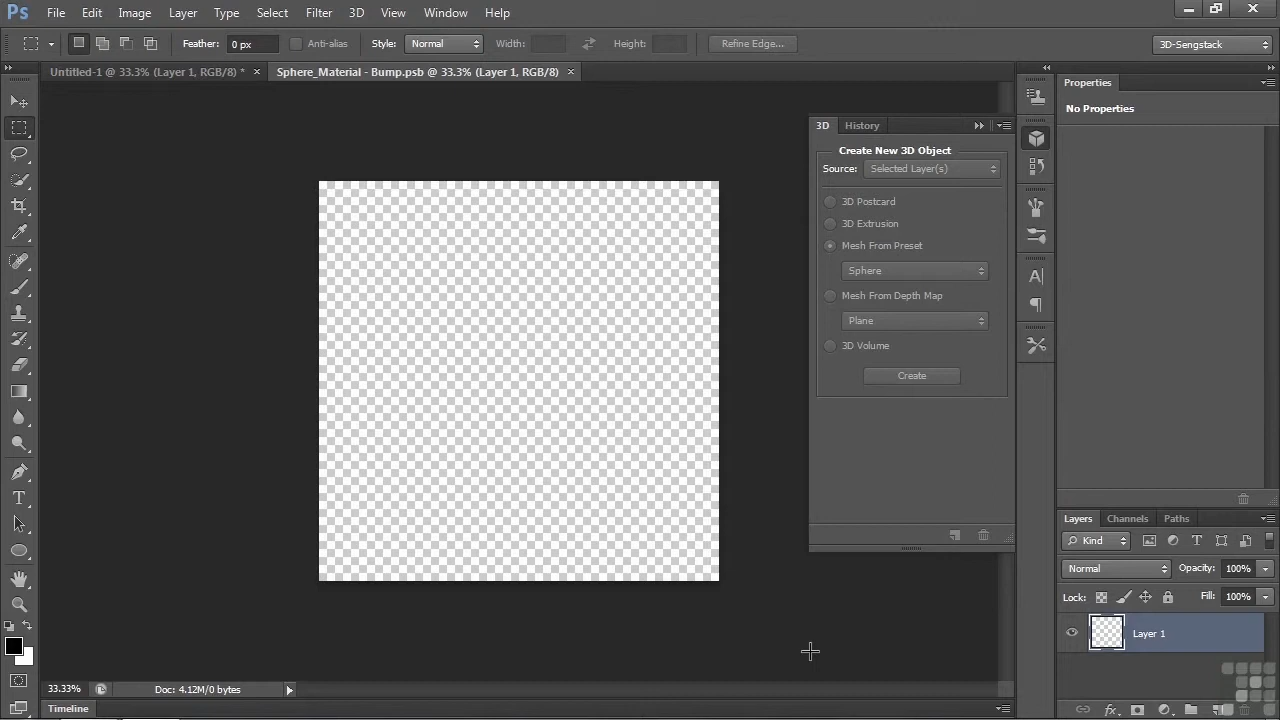 Ps File Edit Image Layer Type Select Filter 3D View Window Help
Feather: 0 px Anti-alias Style: Normal Width: Height: Refine Edge... 3D-Sengstack
Untitled-1 @ 33.3% (Layer 1, RGB/8) * × Sphere_Material - Bump.psb @ 33.3% (Layer 1, RGB/8) ×
Properties
No Properties
3D History
Create New 3D Object
Source: Selected Layer(s)
3D Postcard
3D Extrusion
Mesh From Preset
Sphere
Mesh From Depth Map
Plane
3D Volume
Create
Layers Channels Paths
Kind
Normal Opacity: 100%
Lock: Fill: 100%
Layer 1
33.33% Doc: 4.12M/0 bytes
Timeline